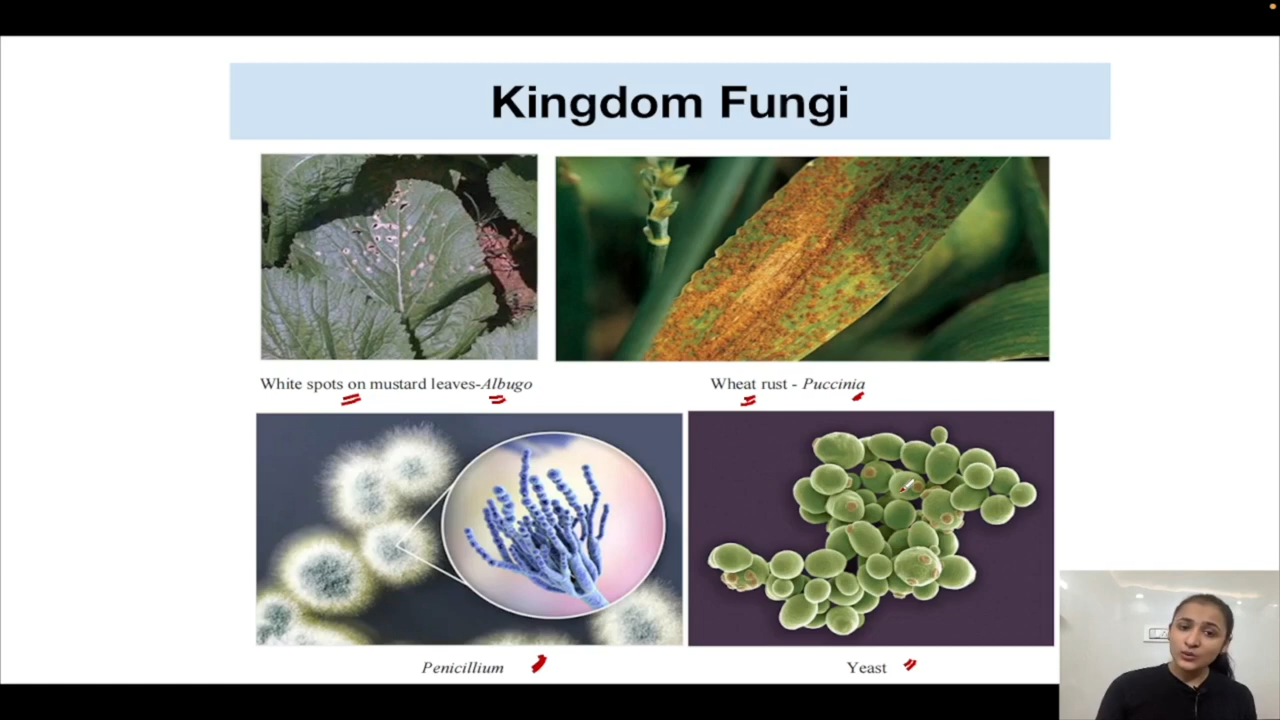 Kingdom Fungi
White spots on mustard leaves-Albugo
Wheat rust - Puccinia
Penicillium
Yeast